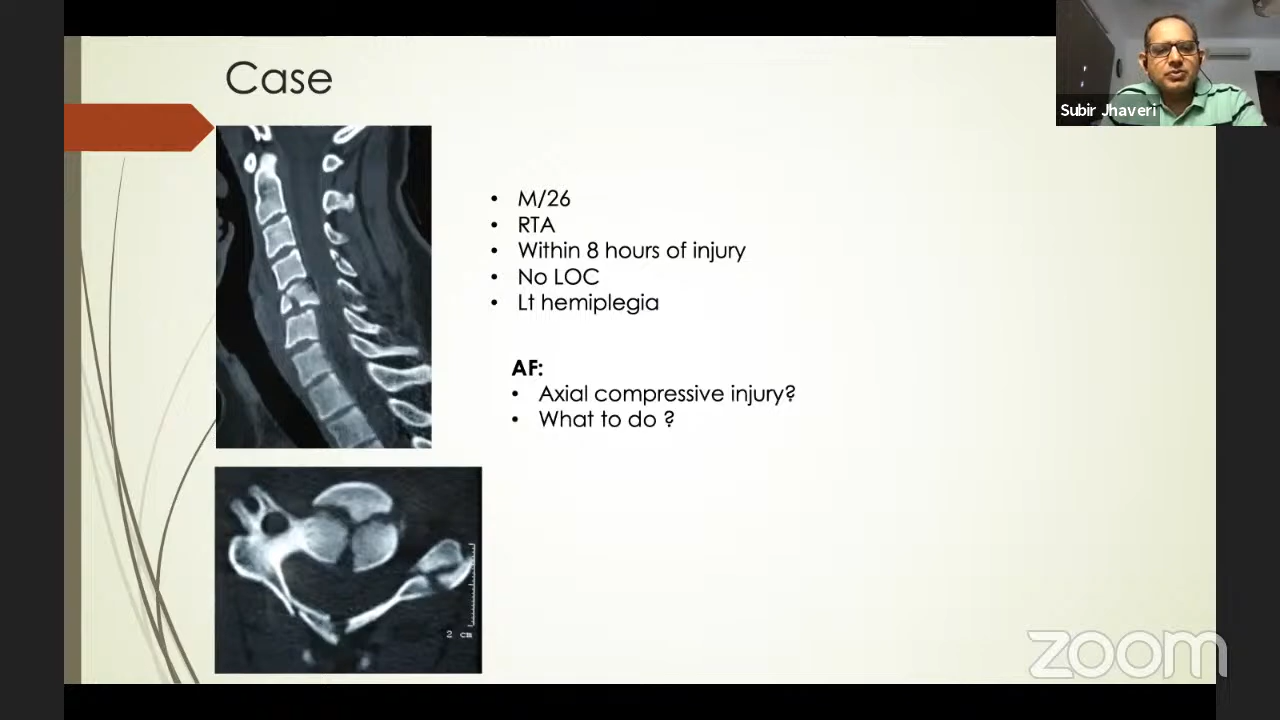 Case
Subir Jhaveri
• M/26
• RTA
• Within 8 hours of injury
• No LOC
• Lt hemiplegia
AF:
• Axial compressive injury?
• What to do ?
2 cm
zoom